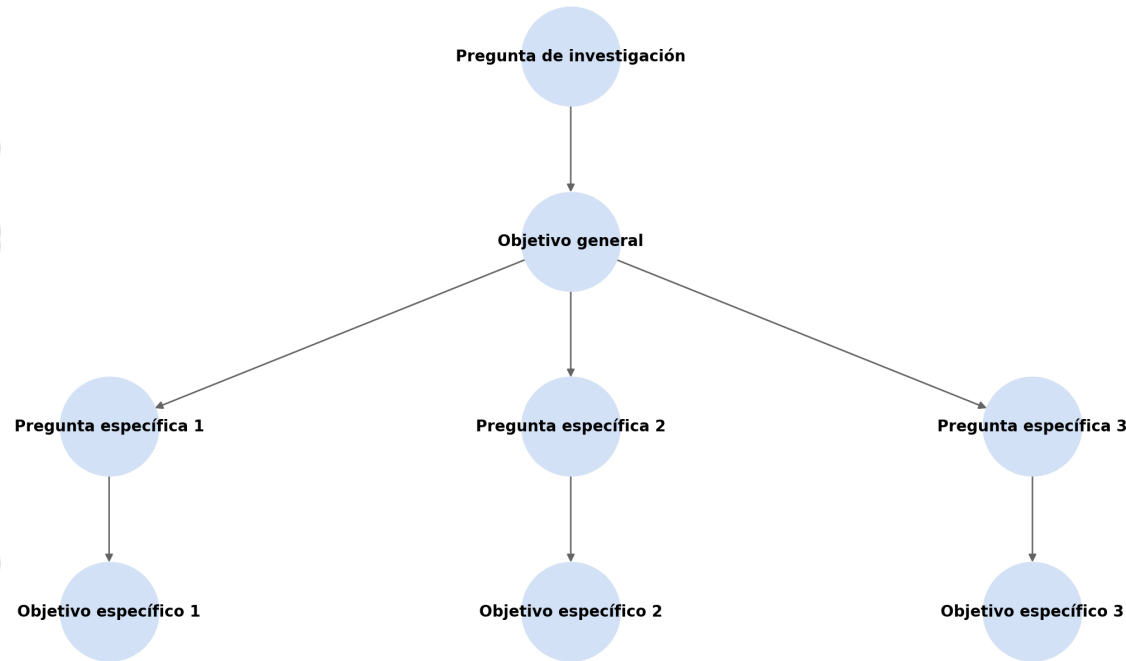 Pregunta de investigación
Objetivo general
Pregunta específica 1
Pregunta específica 2
Pregunta específica 3
Objetivo específico 1
Objetivo específico 2
Objetivo específico 3